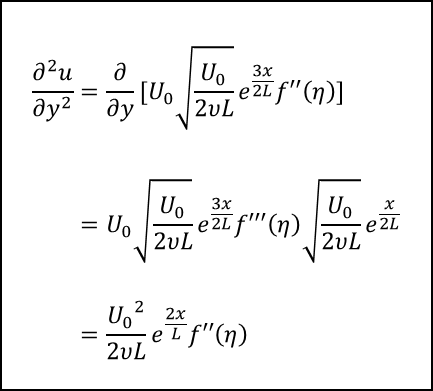 ∂²u/∂y² = ∂/∂y [U₀ √(U₀/2υL) e^(3x/2L) f′′(η)]
= U₀ √(U₀/2υL) e^(3x/2L) f′′′(η) √(U₀/2υL) e^(x/2L)
= U₀²/2υL e^(2x/L) f′′(η)